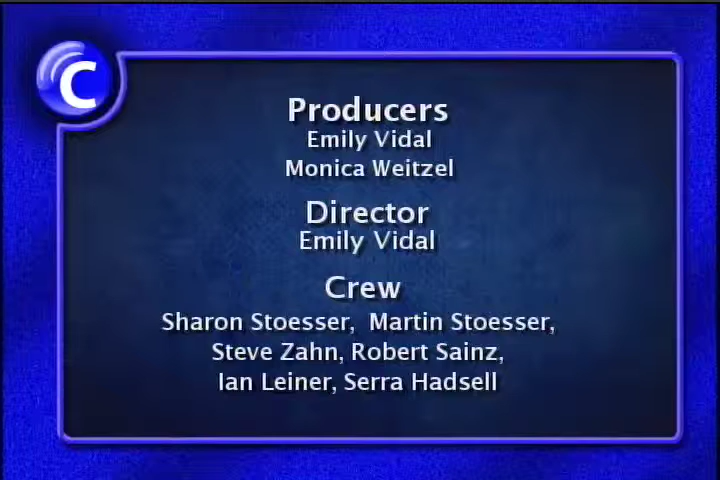 C
Producers
Emily Vidal
Monica Weitzel
Director
Emily Vidal
Crew
Sharon Stoesser,  Martin Stoesser,
Steve Zahn, Robert Sainz,
Ian Leiner, Serra Hadsell